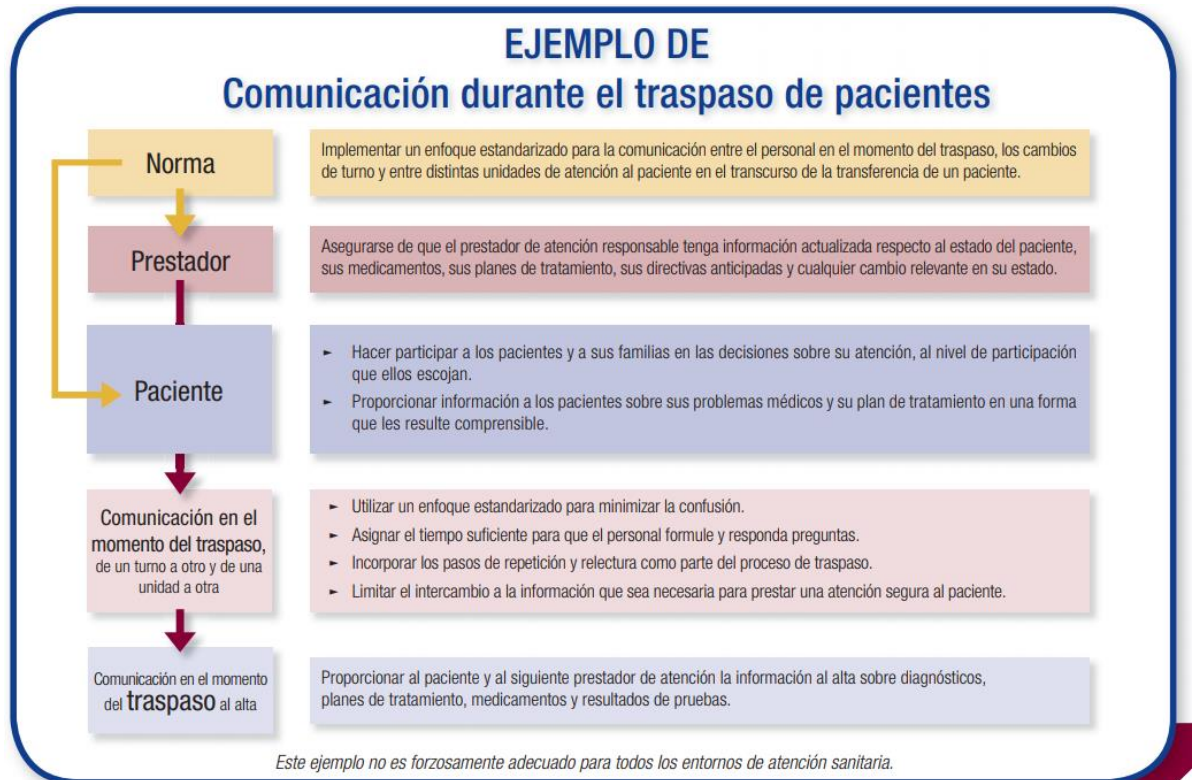 EJEMPLO DE
Comunicación durante el traspaso de pacientes
Norma
Implementar un enfoque estandarizado para la comunicación entre el personal en el momento del traspaso, los cambios
de turno y entre distintas unidades de atención al paciente en el transcurso de la transferencia de un paciente.
Prestador
Asegurarse de que el prestador de atención responsable tenga información actualizada respecto al estado del paciente,
sus medicamentos, sus planes de tratamiento, sus directivas anticipadas y cualquier cambio relevante en su estado.
Paciente
► Hacer participar a los pacientes y a sus familias en las decisiones sobre su atención, al nivel de participación
que ellos escojan.
► Proporcionar información a los pacientes sobre sus problemas médicos y su plan de tratamiento en una forma
que les resulte comprensible.
Comunicación en el
momento del traspaso,
de un turno a otro y de una
unidad a otra
► Utilizar un enfoque estandarizado para minimizar la confusión.
► Asignar el tiempo suficiente para que el personal formule y responda preguntas.
► Incorporar los pasos de repetición y relectura como parte del proceso de traspaso.
► Limitar el intercambio a la información que sea necesaria para prestar una atención segura al paciente.
Comunicación en el momento
del traspaso al alta
Proporcionar al paciente y al siguiente prestador de atención la información al alta sobre diagnósticos,
planes de tratamiento, medicamentos y resultados de pruebas.
Este ejemplo no es forzosamente adecuado para todos los entornos de atención sanitaria.